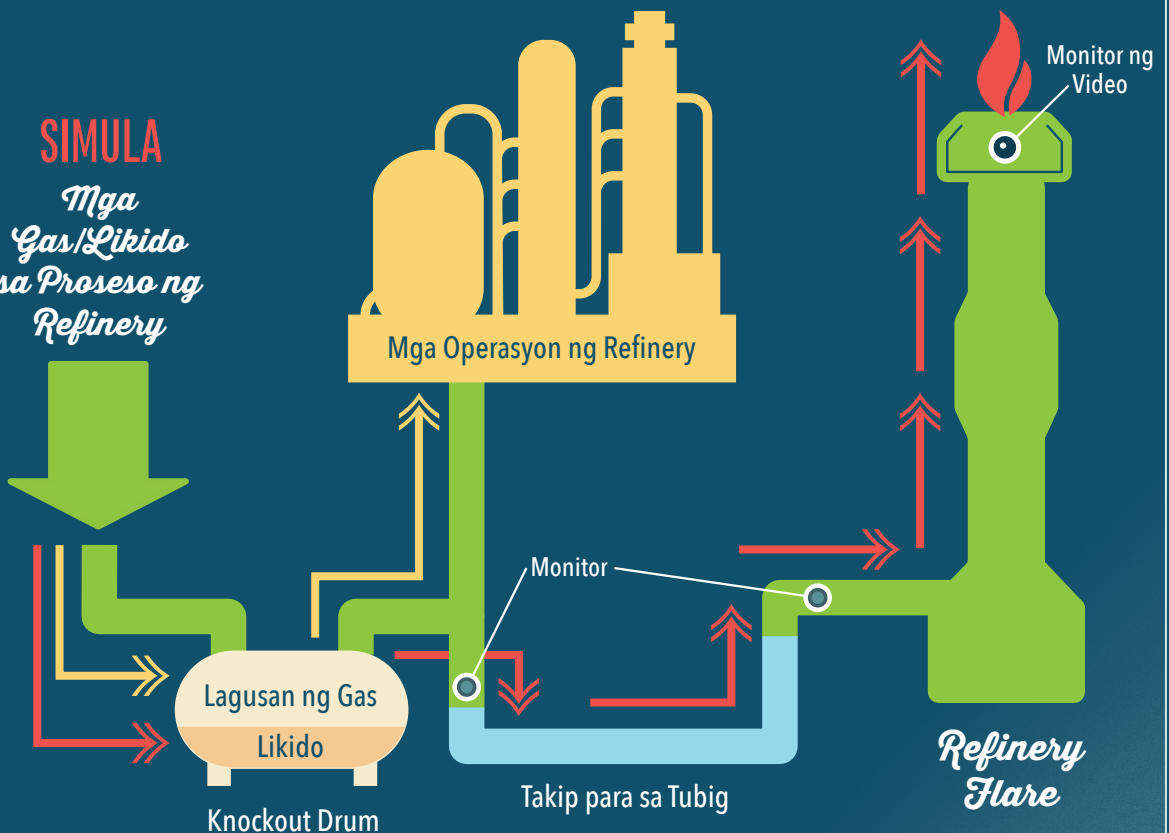 SIMULA
Mga
Gas/Likido
sa Proseso ng
Refinery
Mga Operasyon ng Refinery
Monitor ng
Video
Monitor
Lagusan ng Gas
Likido
Knockout Drum
Takip para sa Tubig
Refinery
Flare